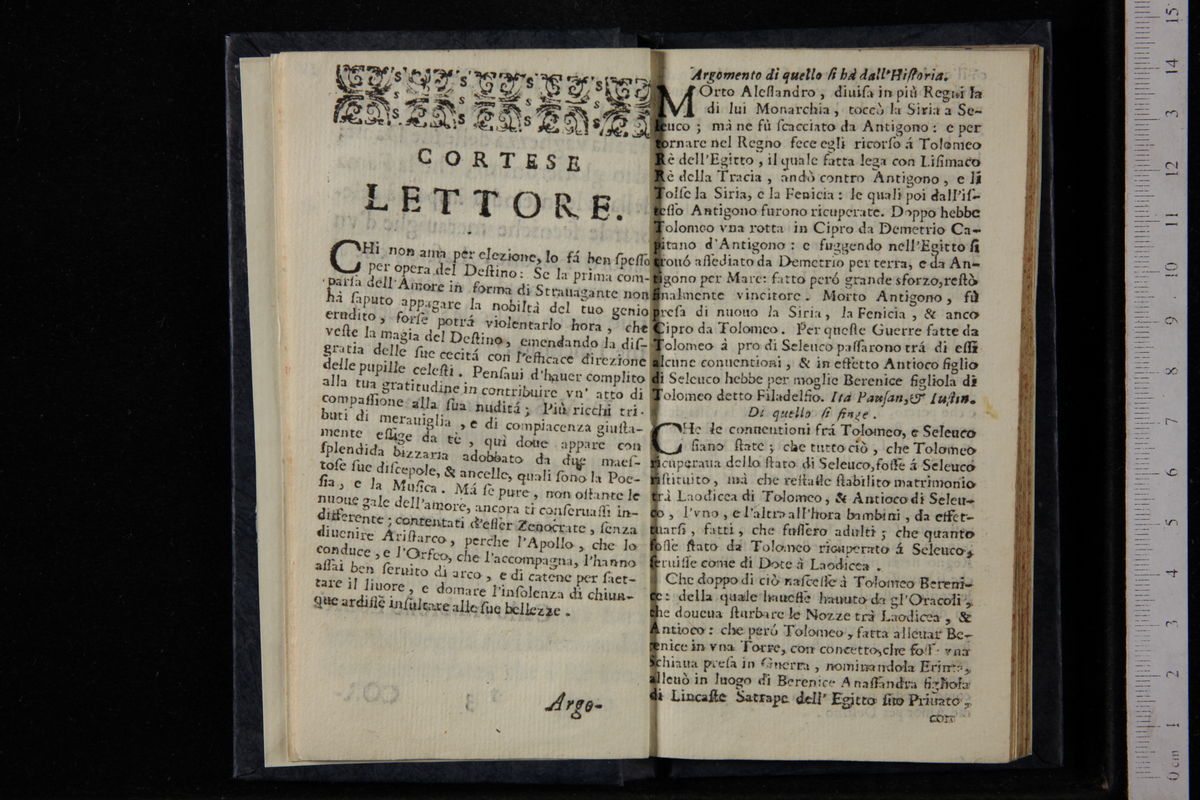 CORTESE
LETTORE.
CHi non ama per elezione, lo fá ben speſſo
per opera del Deſtino: Se la prima com-
parſa dell'Amore in forma di Strauagante non
há ſaputo appagare la nobiltà del tuo genio
erudito, forſe potrá violentarlo hora, che
veſte la magia del Deſtino, emendando la diſ-
gratia delle ſue cecitá con l'efficace direzione
delle pupille celeſti. Penſaui d'hauer complito
alla tua gratitudine in contribuire vn' atto di
compaſſione alla ſua nuditá; Più ricchi tri-
buti di merauiglia, e di compiacenza giuſta-
mente eſſige da tè, quì doue appare con
ſplendida bizzaria adobbato da due maeſ-
toſe ſue diſcepole, & ancelle, quali ſono la Poe-
ſia, e la Muſica. Má ſe pure, non oſtante le
nuoue gale dell'amore, ancora ti conſeruaſſi in-
differente; contentati d'eſſer Zenocrate, ſenza
diuenire Ariſtarco, perche l'Apollo, che lo
conduce, e l'Orfeo, che l'accompagna, l'hanno
aſſai ben ſeruito di arco, e di catene per ſaet-
tare il liuore, e domare l'inſolenza di chiun-
que ardiſſe inſultare alle ſue bellezze.
Argo-
Argomento di quello ſi há dall'Hiſtoria.
MOrto Aleſſandro, diuiſa in più Regni la
di lui Monarchia, toccò la Siria a Se-
leuco; má ne fù ſcacciato da Antigono: e per
tornare nel Regno fece egli ricorſo á Tolomeo
Rè dell'Egitto, il quale fatta lega con Liſimaco
Rè della Tracia, andò contro Antigono, e li
Tolſe la Siria, e la Fenicia: le quali poi dall'iſ-
teſſo Antigono furono ricuperate. Doppo hebbe
Tolomeo vna rotta in Cipro da Demetrio Ca-
pitano d'Antigono: e fuggendo nell'Egitto ſi
trouó aſſediato da Demetrio per terra, e da An-
tigono per Mare: fatto peró grande sforzo, reſtò
finalmente vincitore. Morto Antigono, fù
preſa di nuouo la Siria, la Fenicia, & anco
Cipro da Tolomeo. Per queſte Guerre fatte da
Tolomeo à pro di Seleuco paſſarono trá di eſſi
alcune conuentioni, & in effetto Antioco figlio
di Seleuco hebbe per moglie Berenice figliola di
Tolomeo detto Filadelfio. Ita Pauſan, & Iuſtin.
Di quello ſi finge.
CHe le conuentioni frá Tolomeo, e Seleuco
ſiano ſtate; che tutto ciò, che Tolomeo
ricuperaua dello ſtato di Seleuco, foſſe á Seleuco
riſtituito, má che reſtaſſe ſtabilito matrimonio
trà Laodicea di Tolomeo, & Antioco di Seleu-
co, l'vno, e l'altro all'hora bambini, da effet-
tuarſi, fatti, che foſſero adulti; che quanto
foſſe ſtato da Tolomeo ricuperato á Seleuco,
ſeruiſſe come di Dote à Laodicea.
Che doppo di ciò naſceſſe à Tolomeo Bereni-
ce: della quale haueſſe hauuto da gl'Oracoli,
che doueua ſturbare le Nozze trà Laodicea, &
Antioco: che peró Tolomeo, fatta alleuar Be-
renice in vna Torre, con concetto, che foſſe vna
Schiaua preſa in Guerra, nominandola Erinta,
alleuò in luogo di Berenice Anaſſandra figliola
di Lincaſte Satrape dell' Egitto ſuo Priuato,
con